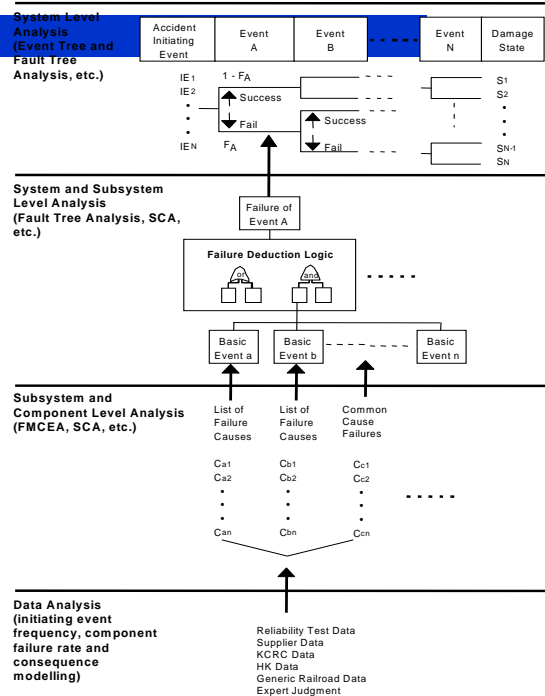 System Level
Analysis
(Event Tree and
Fault Tree
Analysis, etc.)
Accident
Initiating
Event
Event
A
Event
B
Event
N
Damage
State
IE1
IE2
IEN
1 - FA
Success
Fail
FA
Success
Fail
S1
S2
SN-1
SN
System and Subsystem
Level Analysis
(Fault Tree Analysis, SCA,
etc.)
Failure of
Event A
Failure Deduction Logic
or
and
Basic
Event a
Basic
Event b
Basic
Event n
Subsystem and
Component Level Analysis
(FMCEA, SCA, etc.)
List of
Failure
Causes
List of
Failure
Causes
Common
Cause
Failures
Ca1
Ca2
Can
Cb1
Cb2
Cbn
Cc1
Cc2
Ccn
Data Analysis
(initiating event
frequency, component
failure rate and
consequence
modelling)
Reliability Test Data
Supplier Data
KCRC Data
HK Data
Generic Railroad Data
Expert Judgment